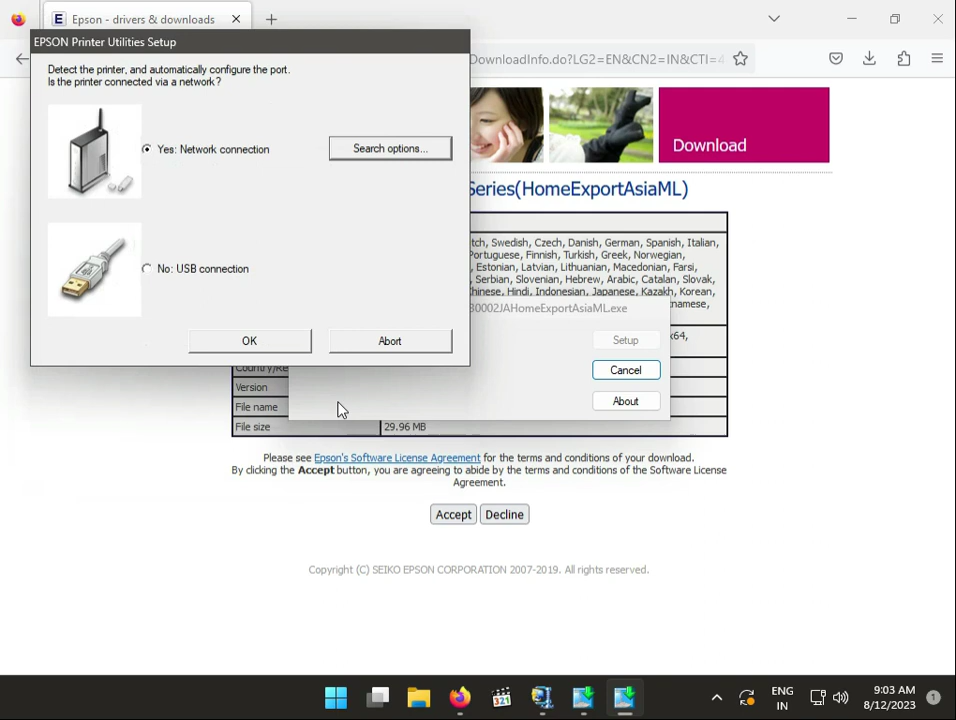 Epson - drivers & downloads
EPSON Printer Utilities Setup
DownloadInfo.do?LG2=EN&CN2=IN&CTI=
Detect the printer, and automatically configure the port.
Is the printer connected via a network?
Yes: Network connection
Search options...
No: USB connection
OK
Abort
Download
Series(HomeExportAsiaML)
tch, Swedish, Czech, Danish, German, Spanish, Italian,
Portuguese, Finnish, Turkish, Greek, Norwegian,
Estonian, Latvian, Lithuanian, Macedonian, Farsi,
Serbian, Slovenian, Hebrew, Arabic, Catalan, Slovak,
Chinese, Hindi, Indonesian, Japanese, Kazakh, Korean,
namese,
0002JAHomeExportAsiaML.exe
x64,
Setup
Cancel
About
Country/Re
Version
File name
File size
29.96 MB
Please see Epson's Software License Agreement for the terms and conditions of your download.
By clicking the Accept button, you are agreeing to abide by the terms and conditions of the Software License
Agreement.
Accept
Decline
Copyright (C) SEIKO EPSON CORPORATION 2007-2019. All rights reserved.
321
ENG
IN
9:03 AM
8/12/2023
1